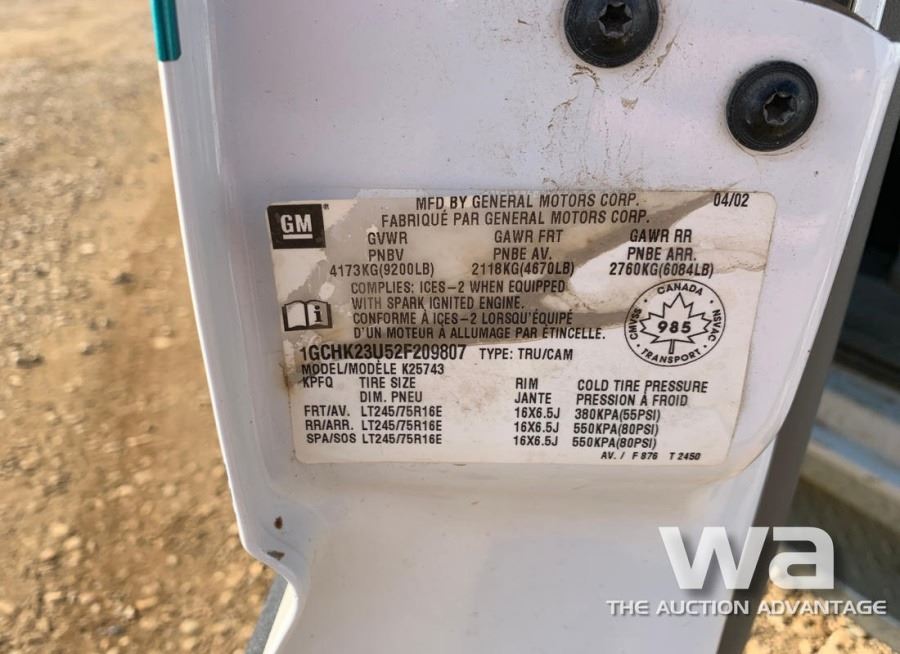 MFD BY GENERAL MOTORS CORP. 04/02
FABRIQUÉ PAR GENERAL MOTORS CORP.
GM
GVWR GAWR FRT GAWR RR
PNBV PNBE AV. PNBE ARR.
4173KG(9200LB) 2118KG(4670LB) 2760KG(6084LB)
COMPLIES: ICES-2 WHEN EQUIPPED
WITH SPARK IGNITED ENGINE.
CONFORME À ICES-2 LORSQU'ÉQUIPÉ
D'UN MOTEUR À ALLUMAGE PAR ÉTINCELLE.
i
CANADA
CMVSS 985 NSVAC
TRANSPORT
1GCHK23U52F209807 TYPE: TRU/CAM
MODEL/MODÈLE K25743
KPFQ TIRE SIZE RIM COLD TIRE PRESSURE
DIM. PNEU JANTE PRESSION À FROID
FRT/AV. LT245/75R16E 16X6.5J 380KPA(55PSI)
RR/ARR. LT245/75R16E 16X6.5J 550KPA(80PSI)
SPA/SOS LT245/75R16E 16X6.5J 550KPA(80PSI)
AV. / F 876 T 2450
wa
THE AUCTION ADVANTAGE